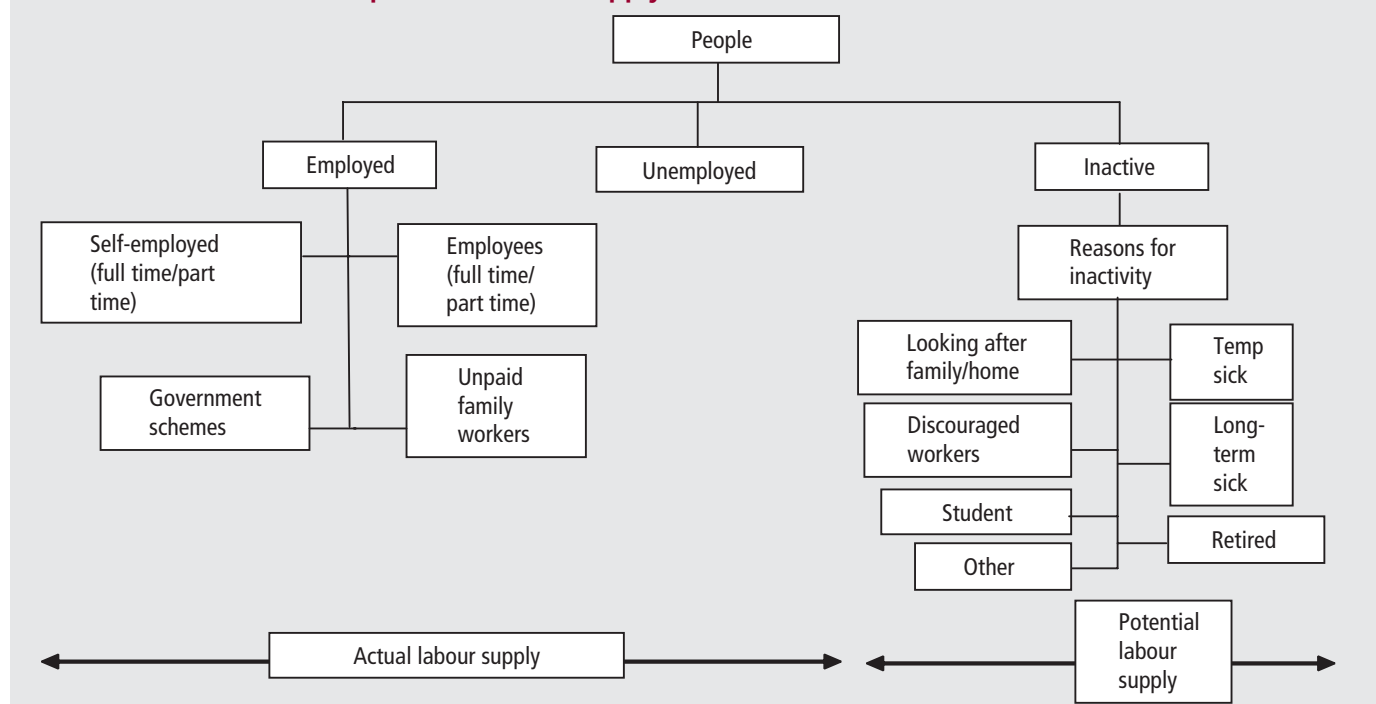 People
Employed
Unemployed
Inactive
Self-employed
(full time/part
time)
Employees
(full time/
part time)
Reasons for
inactivity
Government
schemes
Unpaid
family
workers
Looking after
family/home
Temp
sick
Discouraged
workers
Long-
term
sick
Student
Retired
Other
Actual labour supply
Potential
labour
supply